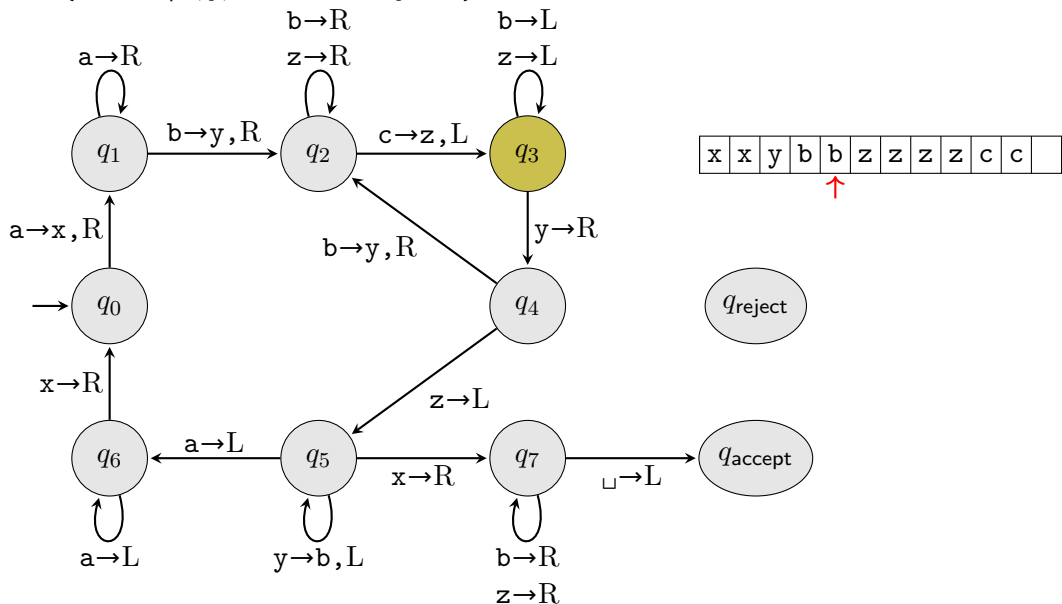 b→R
b→L
a→R
z→R
z→L
q1
b→y,R
q2
c→z,L
q3
x x y b b z z z z c c
↑
a→x,R
b→y,R
y→R
q0
q4
qreject
x→R
z→L
q6
a→L
q5
x→R
q7
␣→L
qaccept
a→L
y→b,L
b→R
z→R